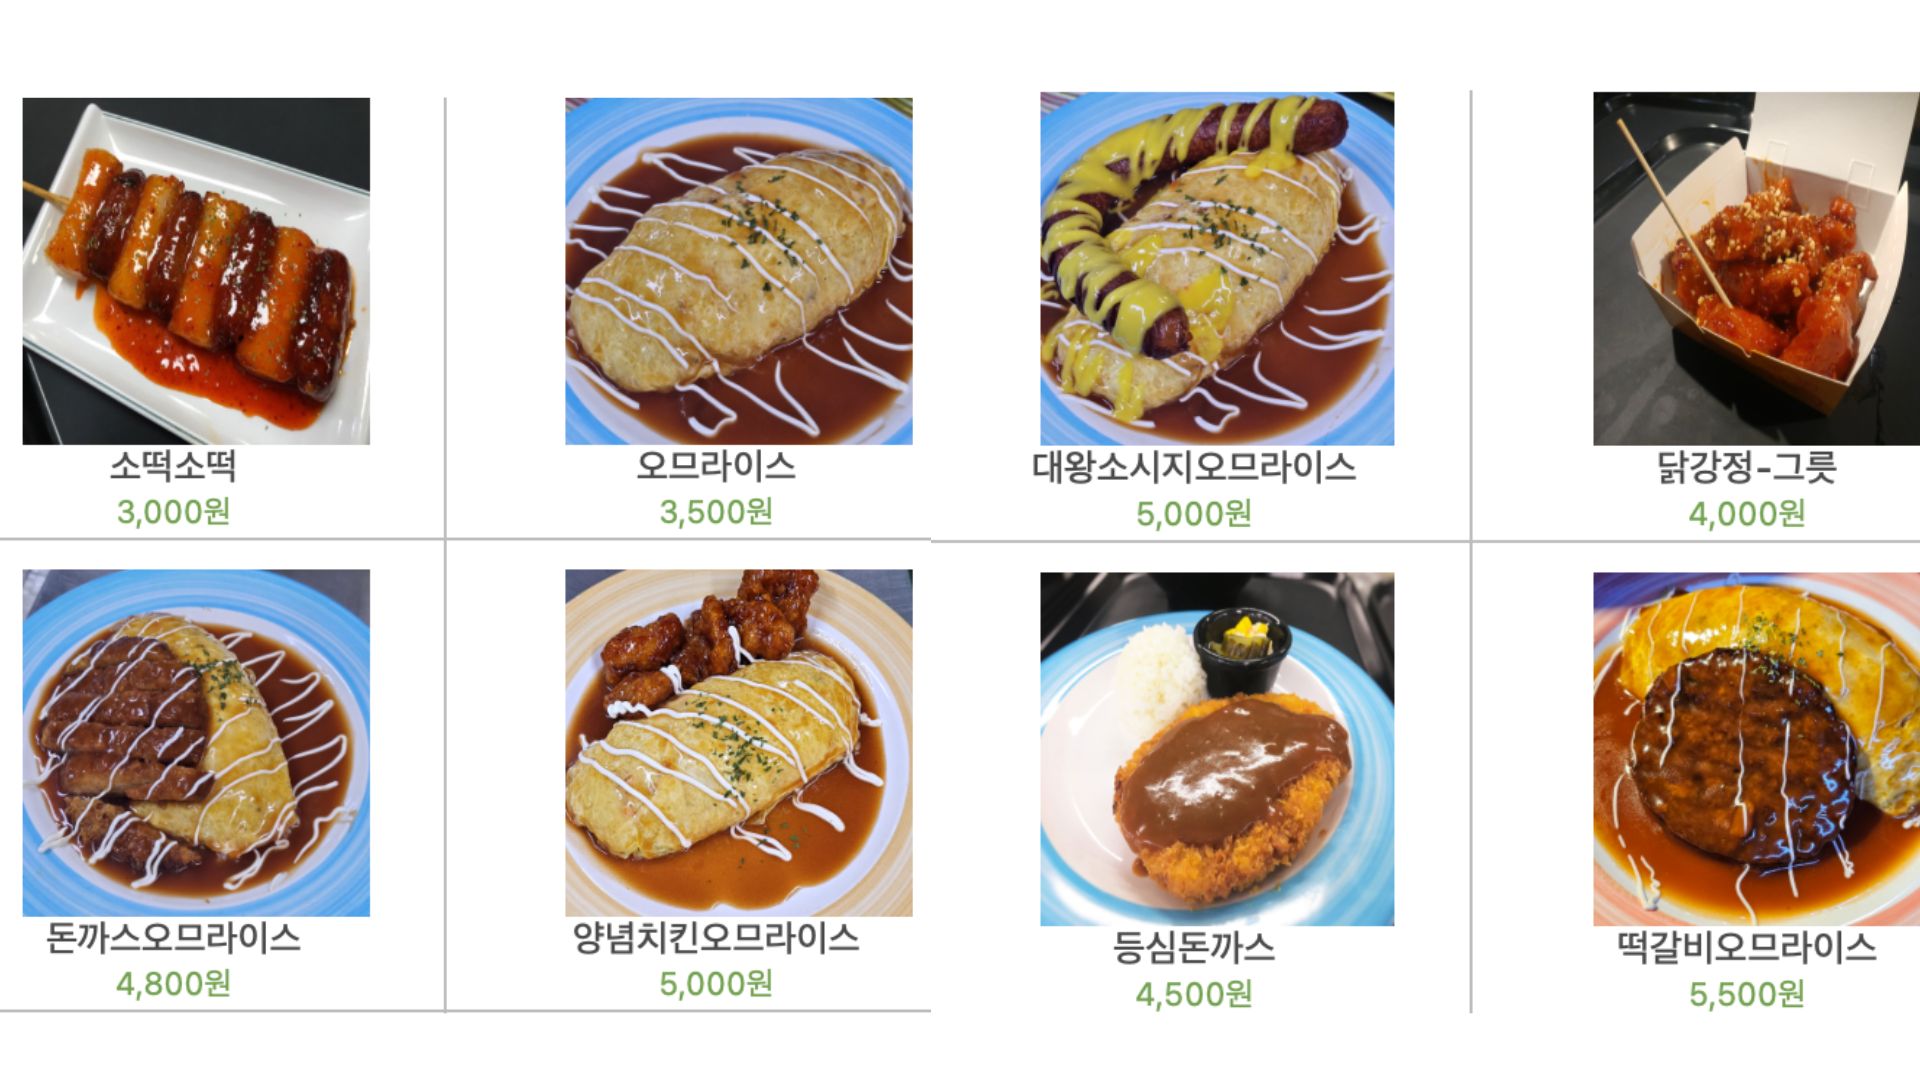 소떡소떡
3,000원
오므라이스
3,500원
대왕소시지오므라이스
5,000원
닭강정-그릇
4,000원
돈까스오므라이스
4,800원
양념치킨오므라이스
5,000원
등심돈까스
4,500원
떡갈비오므라이스
5,500원